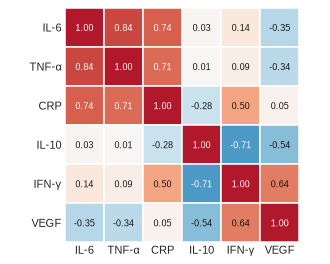 IL-6 1.00 0.84 0.74 0.03 0.14 -0.35
TNF-α 0.84 1.00 0.71 0.01 0.09 -0.34
CRP 0.74 0.71 1.00 -0.28 0.50 0.05
IL-10 0.03 0.01 -0.28 1.00 -0.71 -0.54
IFN-γ 0.14 0.09 0.50 -0.71 1.00 0.64
VEGF -0.35 -0.34 0.05 -0.54 0.64 1.00
IL-6 TNF-α CRP IL-10 IFN-γ VEGF